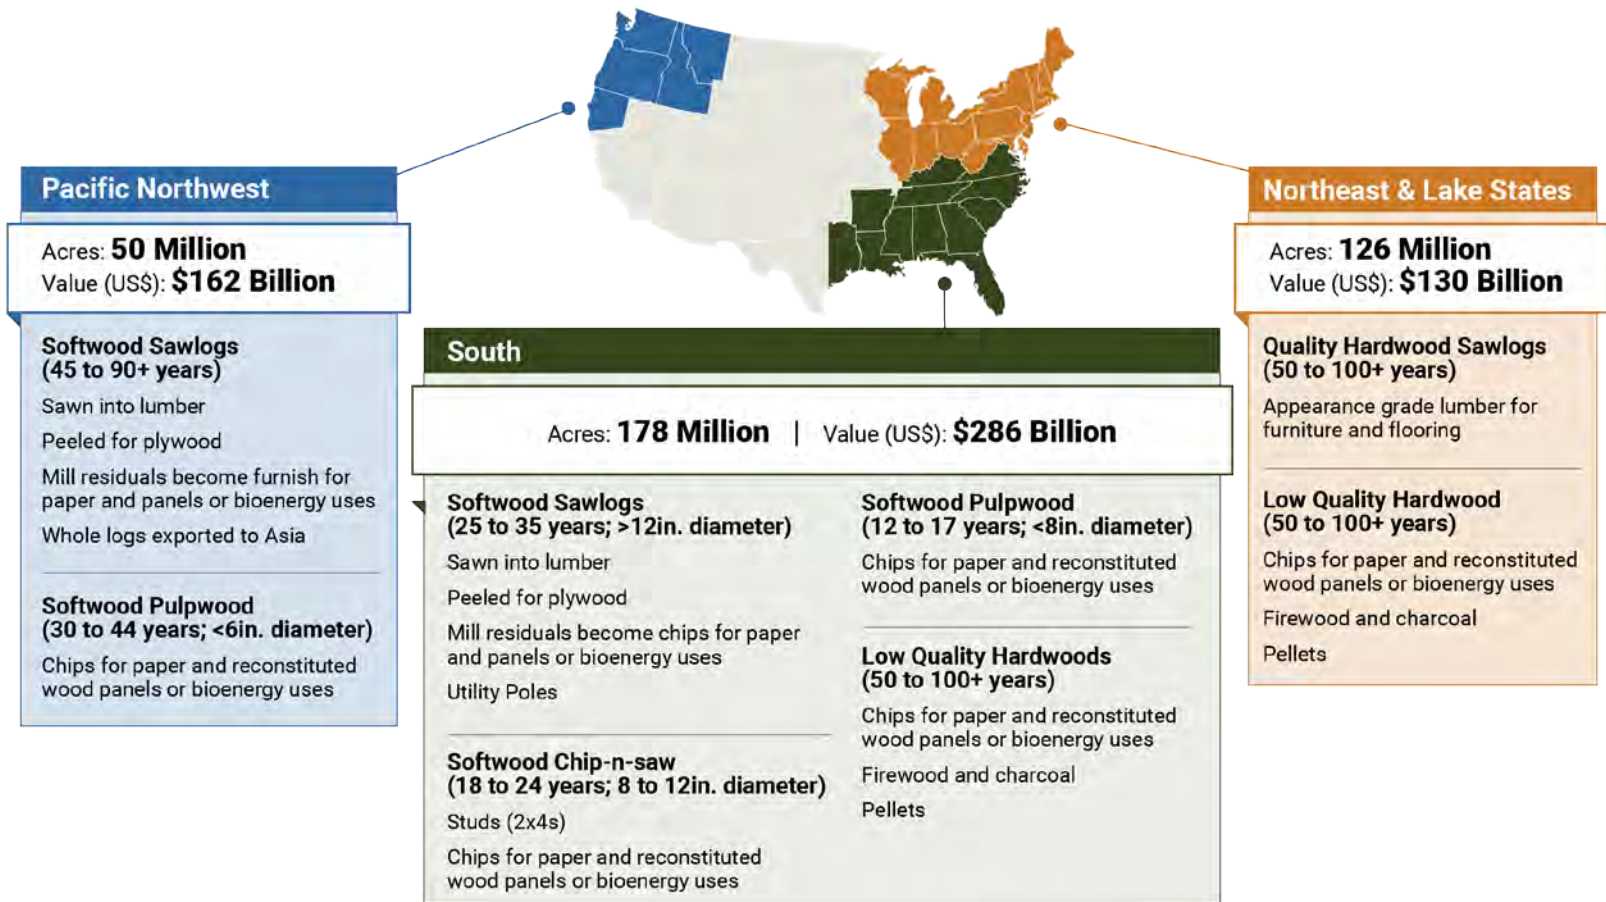 Pacific Northwest
Acres: 50 Million
Value (US$): $162 Billion
Softwood Sawlogs
(45 to 90+ years)
Sawn into lumber
Peeled for plywood
Mill residuals become furnish for
paper and panels or bioenergy uses
Whole logs exported to Asia
Softwood Pulpwood
(30 to 44 years; <6in. diameter)
Chips for paper and reconstituted
wood panels or bioenergy uses
South
Acres: 178 Million | Value (US$): $286 Billion
Softwood Sawlogs
(25 to 35 years; >12in. diameter)
Sawn into lumber
Peeled for plywood
Mill residuals become chips for paper
and panels or bioenergy uses
Utility Poles
Softwood Chip-n-saw
(18 to 24 years; 8 to 12in. diameter)
Studs (2x4s)
Chips for paper and reconstituted
wood panels or bioenergy uses
Softwood Pulpwood
(12 to 17 years; <8in. diameter)
Chips for paper and reconstituted
wood panels or bioenergy uses
Low Quality Hardwoods
(50 to 100+ years)
Chips for paper and reconstituted
wood panels or bioenergy uses
Firewood and charcoal
Pellets
Northeast & Lake States
Acres: 126 Million
Value (US$): $130 Billion
Quality Hardwood Sawlogs
(50 to 100+ years)
Appearance grade lumber for
furniture and flooring
Low Quality Hardwood
(50 to 100+ years)
Chips for paper and reconstituted
wood panels or bioenergy uses
Firewood and charcoal
Pellets